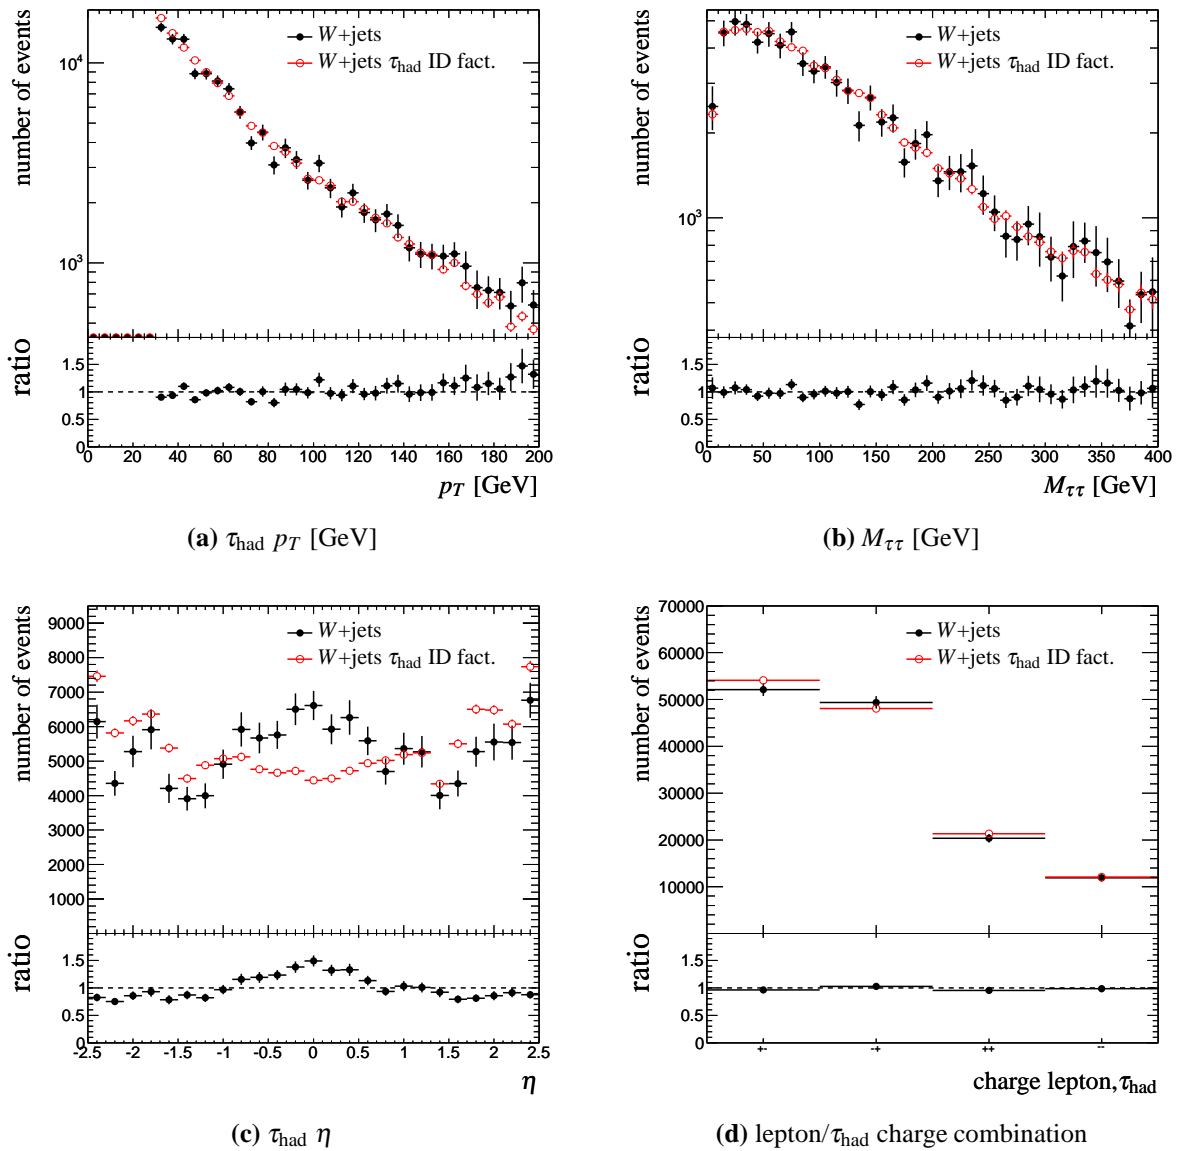 number of events
10⁴
10³
W+jets
W+jets τhad ID fact.
ratio
1.5
1
0.5
0
0 20 40 60 80 100 120 140 160 180 200
pT [GeV]
(a) τhad pT [GeV]
number of events
10³
W+jets
W+jets τhad ID fact.
ratio
1.5
1
0.5
0
0 50 100 150 200 250 300 350 400
Mττ [GeV]
(b) Mττ [GeV]
number of events
9000
8000
7000
6000
5000
4000
3000
2000
1000
W+jets
W+jets τhad ID fact.
ratio
1.5
1
0.5
0
-2.5 -2 -1.5 -1 -0.5 0 0.5 1 1.5 2 2.5
η
(c) τhad η
number of events
70000
60000
50000
40000
30000
20000
10000
W+jets
W+jets τhad ID fact.
ratio
1.5
1
0.5
0
+- -+ ++ --
charge lepton,τhad
(d) lepton/τhad charge combination